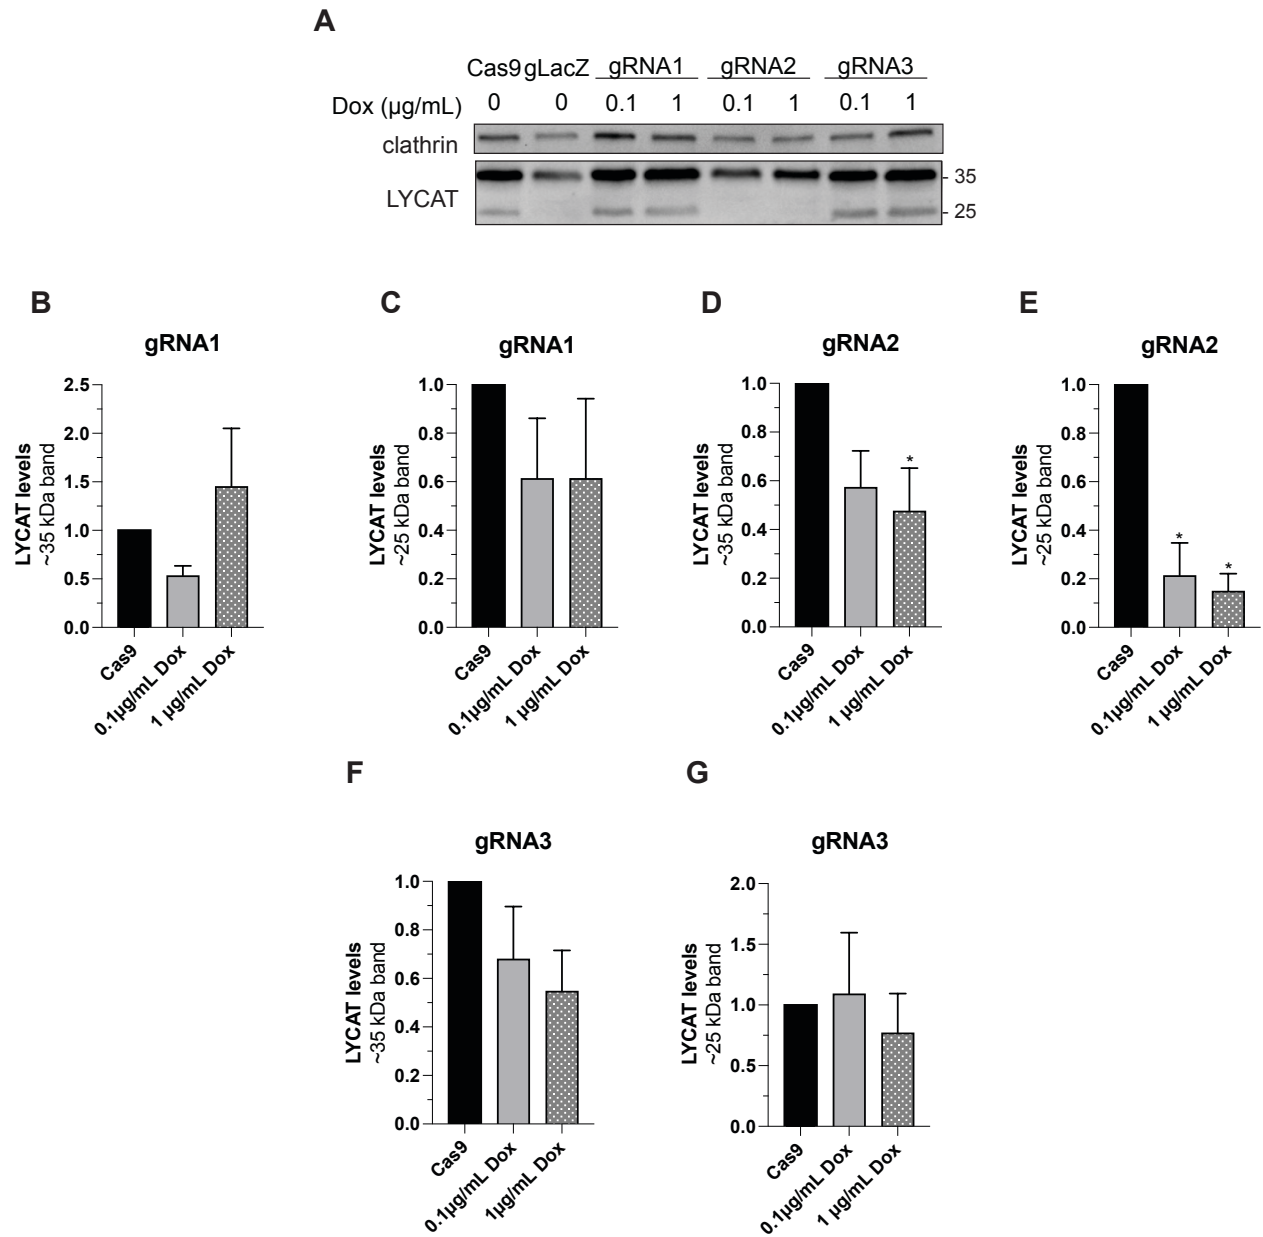 A
Cas9 gLacZ gRNA1 gRNA2 gRNA3
Dox (µg/mL) 0 0 0.1 1 0.1 1 0.1 1
clathrin
LYCAT
- 35
- 25
B
gRNA1
LYCAT levels
~35 kDa band
2.5
2.0
1.5
1.0
0.5
0.0
Cas9
0.1µg/mL Dox
1 µg/mL Dox
C
gRNA1
LYCAT levels
~25 kDa band
1.0
0.8
0.6
0.4
0.2
0.0
Cas9
0.1µg/mL Dox
1 µg/mL Dox
D
gRNA2
LYCAT levels
~35 kDa band
1.0
0.8
0.6
0.4
0.2
0.0
*
Cas9
0.1µg/mL Dox
1 µg/mL Dox
E
gRNA2
LYCAT levels
~25 kDa band
1.0
0.8
0.6
0.4
0.2
0.0
*
*
Cas9
0.1µg/mL Dox
1 µg/mL Dox
F
gRNA3
LYCAT levels
~35 kDa band
1.0
0.8
0.6
0.4
0.2
0.0
Cas9
0.1µg/mL Dox
1µg/mL Dox
G
gRNA3
LYCAT levels
~25 kDa band
2.0
1.5
1.0
0.5
0.0
Cas9
0.1µg/mL Dox
1 µg/mL Dox